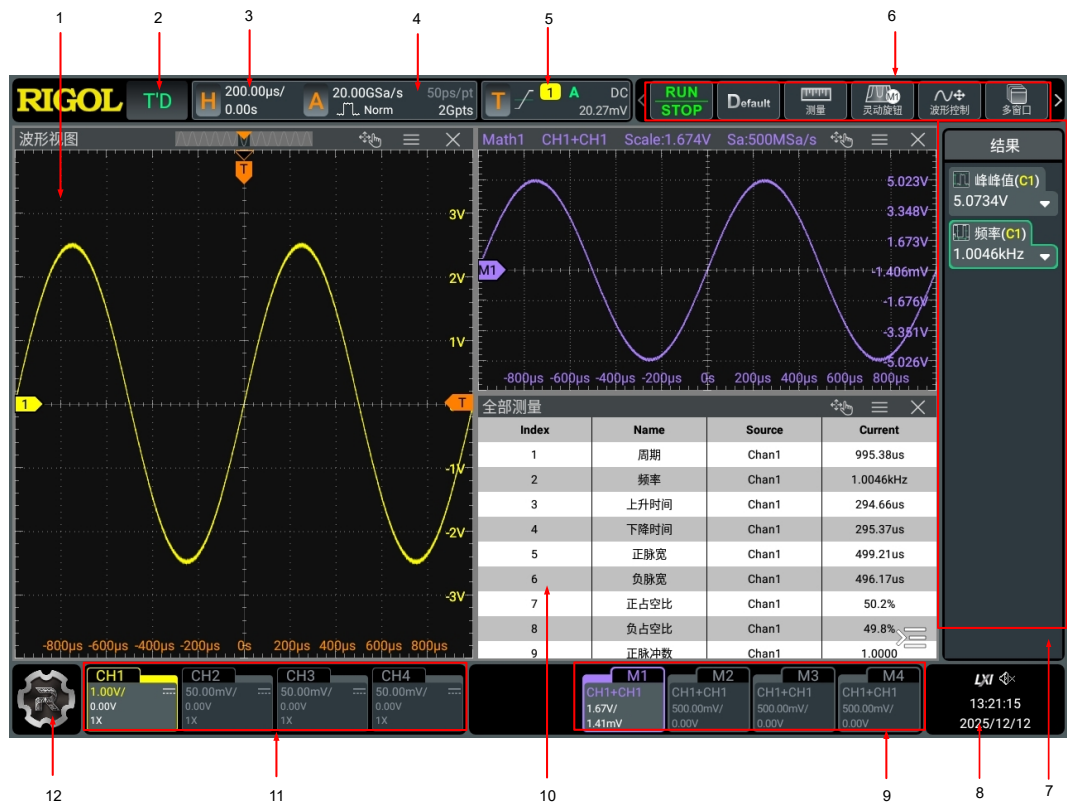 1 2 3 4 5 6
RIGOL T'D H 200.00μs/ A 20.00GSa/s 50ps/pt T 1 A DC RUN Default 测量 M1 灵动旋钮 波形控制 多窗口
0.00s Norm 2Gpts 20.27mV STOP
波形视图
T
3V
2V
1V
-1V
-2V
-3V
1
T
-800μs -600μs -400μs -200μs 0s 200μs 400μs 600μs 800μs
Math1 CH1+CH1 Scale:1.674V Sa:500MSa/s
5.023V
3.348V
1.673V
M1 -1.406mV
-1.676V
-3.351V
-5.026V
-800μs -600μs -400μs -200μs 0s 200μs 400μs 600μs 800μs
全部测量
Index Name Source Current
1 周期 Chan1 995.38us
2 频率 Chan1 1.0046kHz
3 上升时间 Chan1 294.66us
4 下降时间 Chan1 295.37us
5 正脉宽 Chan1 499.21us
6 负脉宽 Chan1 496.17us
7 正占空比 Chan1 50.2%
8 负占空比 Chan1 49.8%
9 正脉冲数 Chan1 1.0000
结果
峰峰值(C1)
5.0734V
频率(C1)
1.0046kHz
CH1 CH2 CH3 CH4
1.00V/ 50.00mV/ 50.00mV/ 50.00mV/
0.00V 0.00V 0.00V 0.00V
1X 1X 1X 1X
M1 M2 M3 M4
CH1+CH1 CH1+CH1 CH1+CH1 CH1+CH1
1.67V/ 500.00mV/ 500.00mV/ 500.00mV/
1.41mV 0.00V 0.00V 0.00V
LXI
13:21:15
2025/12/12
12 11 10 9 8 7